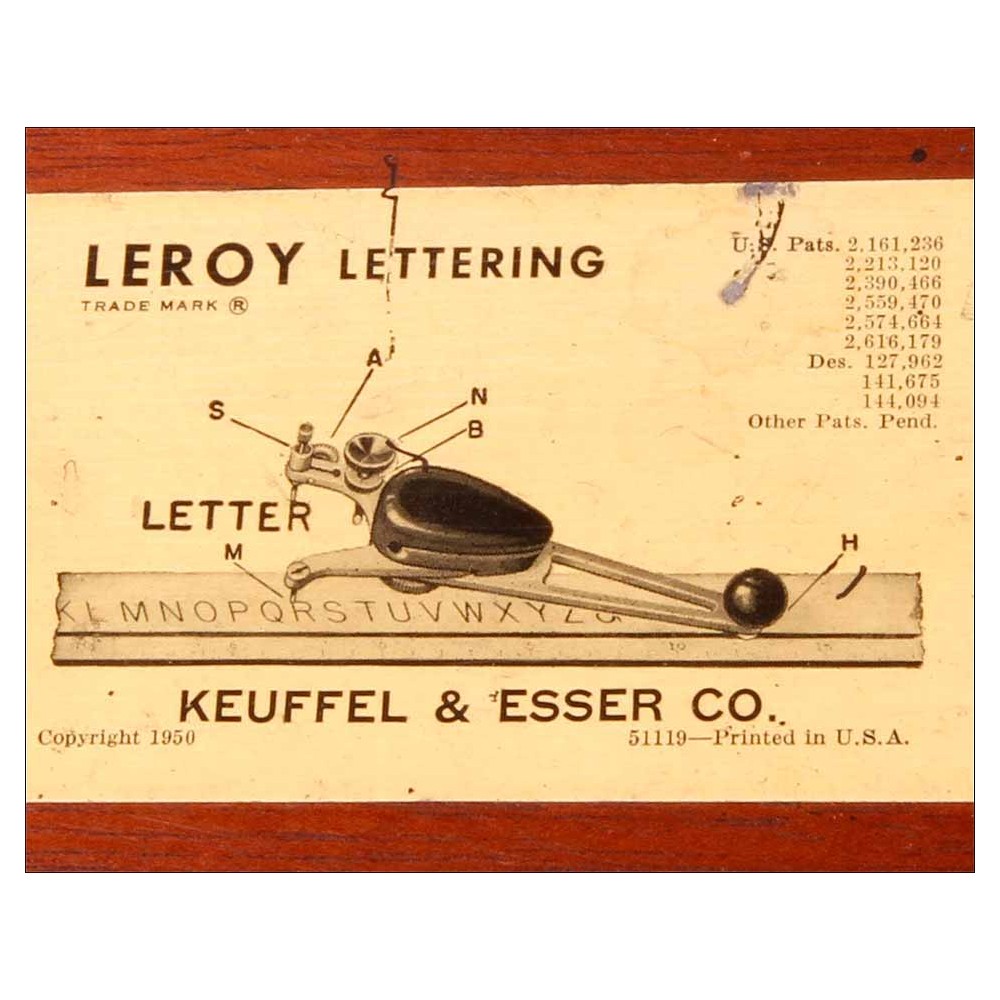 LEROY LETTERING
TRADE MARK ®
U.S. Pats. 2,161,236
2,213,120
2,390,466
2,559,470
2,574,664
2,616,179
Des. 127,962
141,675
144,094
Other Pats. Pend.
A
S
N
B
LETTER
M
H
KLMNOPQRSTUVWXYZ&
KEUFFEL & ESSER CO.
Copyright 1950
51119—Printed in U.S.A.